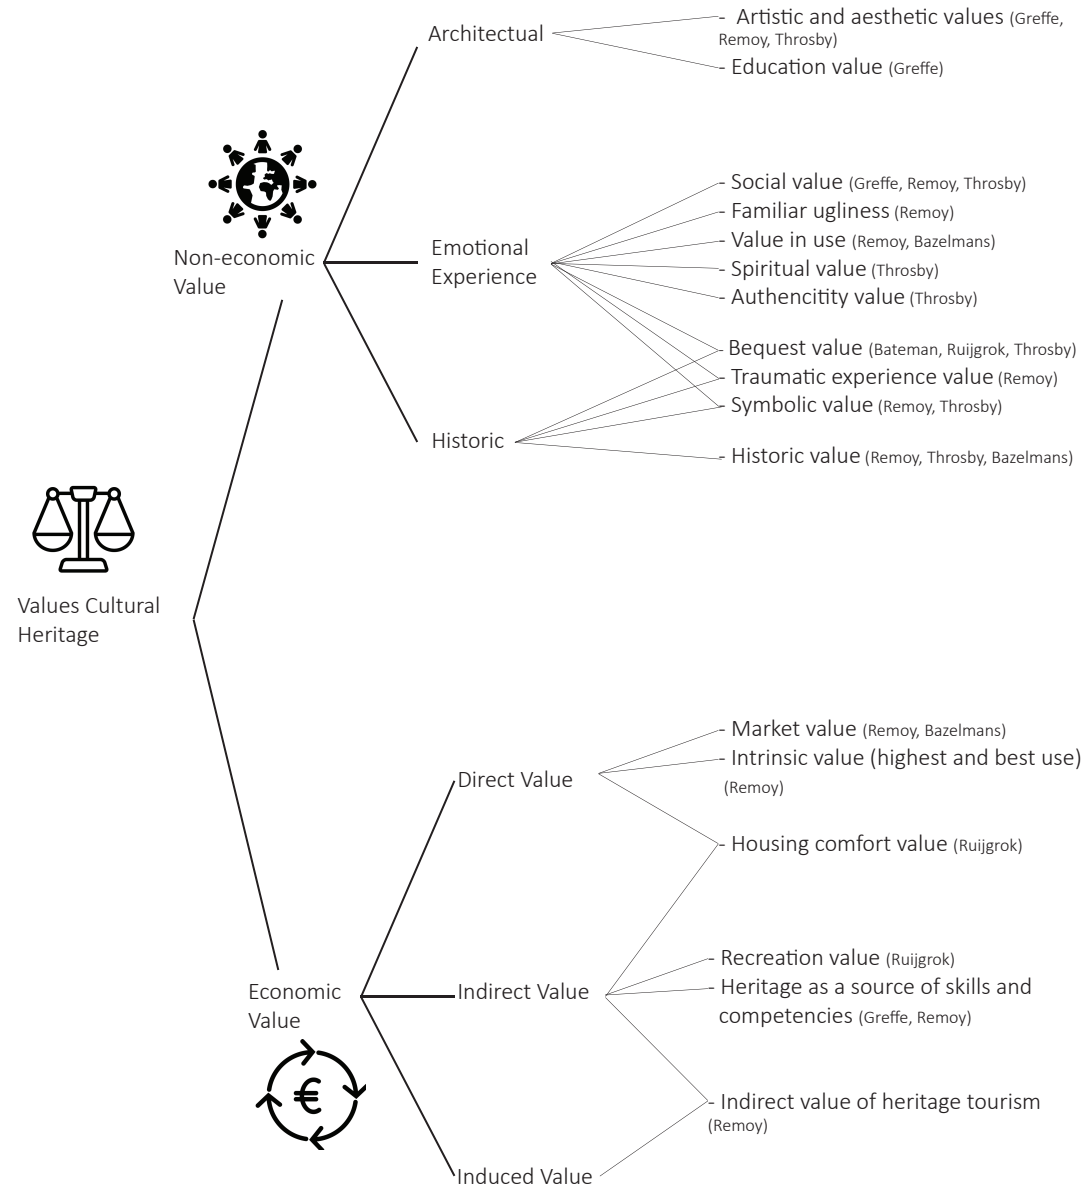 Architectual
- Artistic and aesthetic values (Greffe,
Remoy, Throsby)
- Education value (Greffe)
Non-economic
Value
Emotional
Experience
- Social value (Greffe, Remoy, Throsby)
- Familiar ugliness (Remoy)
- Value in use (Remoy, Bazelmans)
- Spiritual value (Throsby)
- Authencitity value (Throsby)
- Bequest value (Bateman, Ruijgrok, Throsby)
- Traumatic experience value (Remoy)
- Symbolic value (Remoy, Throsby)
Historic
- Historic value (Remoy, Throsby, Bazelmans)
Values Cultural
Heritage
Direct Value
- Market value (Remoy, Bazelmans)
- Intrinsic value (highest and best use)
(Remoy)
- Housing comfort value (Ruijgrok)
Economic
Value
€
Indirect Value
- Recreation value (Ruijgrok)
- Heritage as a source of skills and
competencies (Greffe, Remoy)
- Indirect value of heritage tourism
(Remoy)
Induced Value